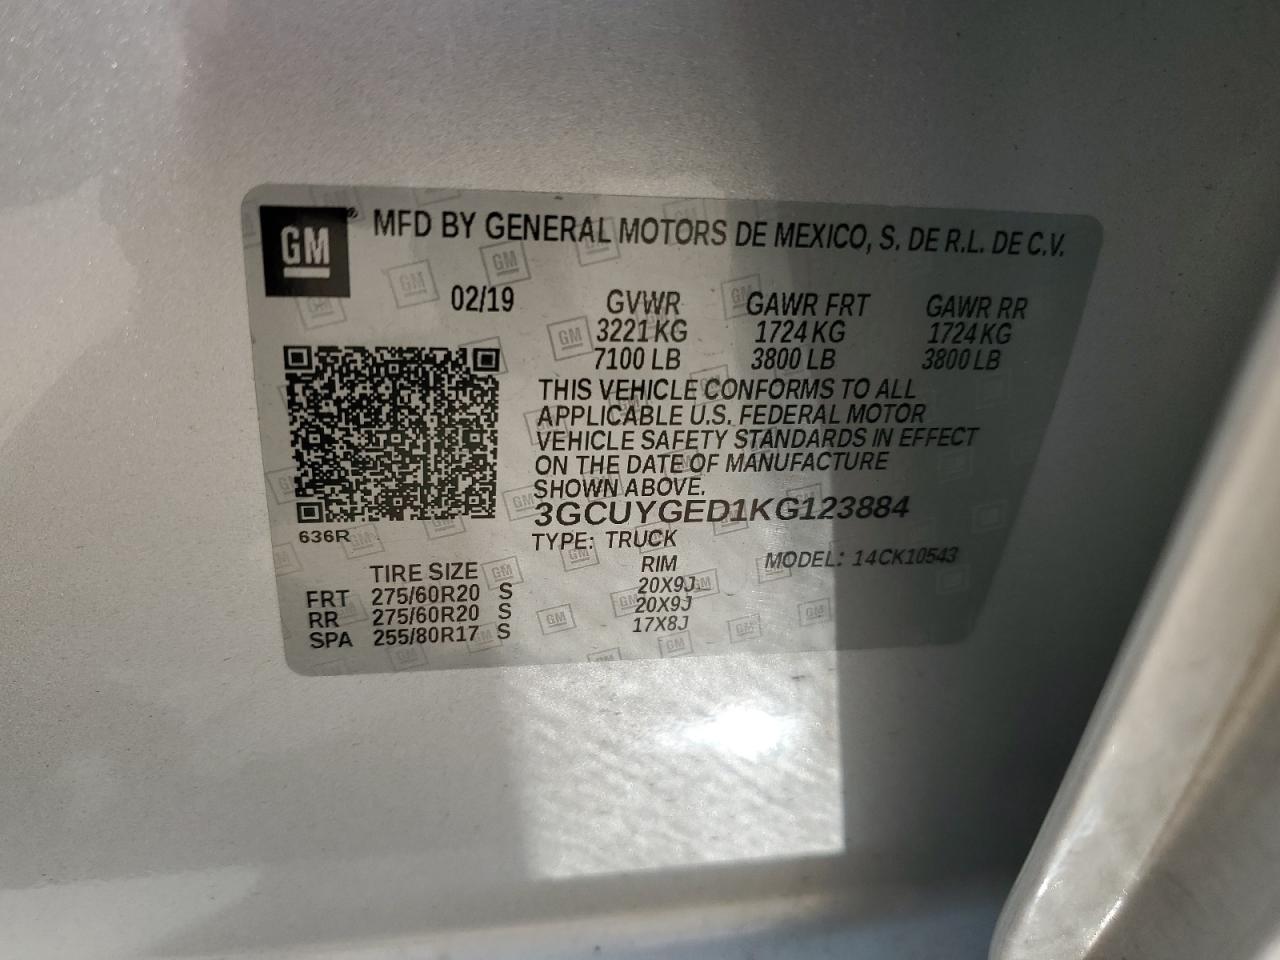 GM® MFD BY GENERAL MOTORS DE MEXICO, S. DE R.L. DE C.V.
02/19 GVWR GAWR FRT GAWR RR
3221 KG 1724 KG 1724 KG
7100 LB 3800 LB 3800 LB
THIS VEHICLE CONFORMS TO ALL
APPLICABLE U.S. FEDERAL MOTOR
VEHICLE SAFETY STANDARDS IN EFFECT
ON THE DATE OF MANUFACTURE
SHOWN ABOVE.
3GCUYGED1KG123884
636R
TYPE: TRUCK MODEL: 14CK10543
TIRE SIZE RIM
FRT 275/60R20 S 20X9J
RR 275/60R20 S 20X9J
SPA 255/80R17 S 17X8J